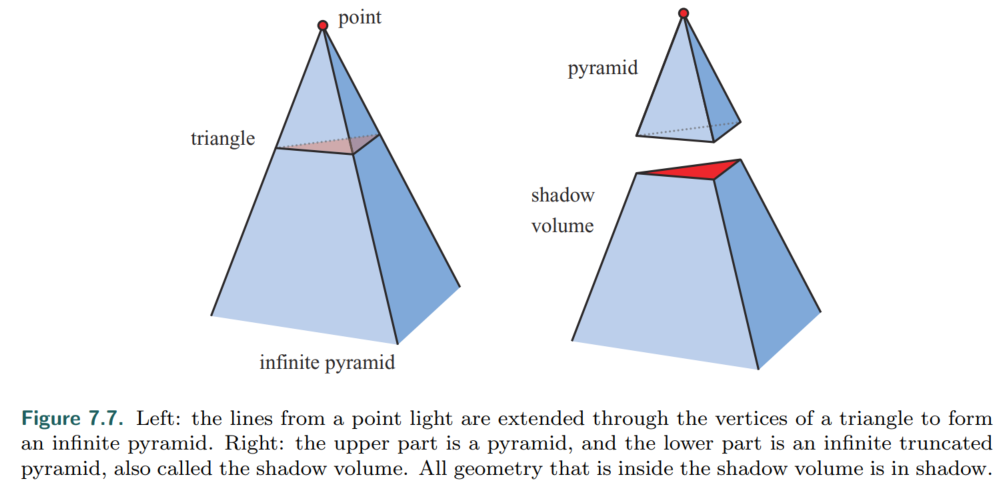 point
triangle
infinite pyramid
pyramid
shadow
volume
Figure 7.7. Left: the lines from a point light are extended through the vertices of a triangle to form
an infinite pyramid. Right: the upper part is a pyramid, and the lower part is an infinite truncated
pyramid, also called the shadow volume. All geometry that is inside the shadow volume is in shadow.